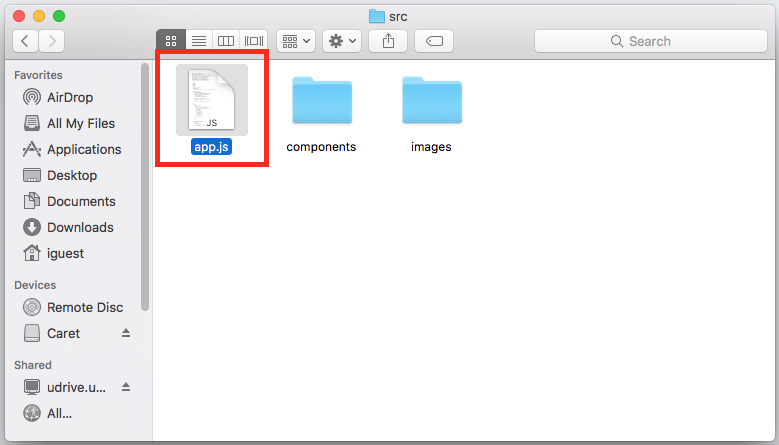 src
Search
Favorites
AirDrop
All My Files
Applications
Desktop
Documents
Downloads
iguest
Devices
Remote Disc
Caret
Shared
udrive.u...
All...
JS
app.js
components
images